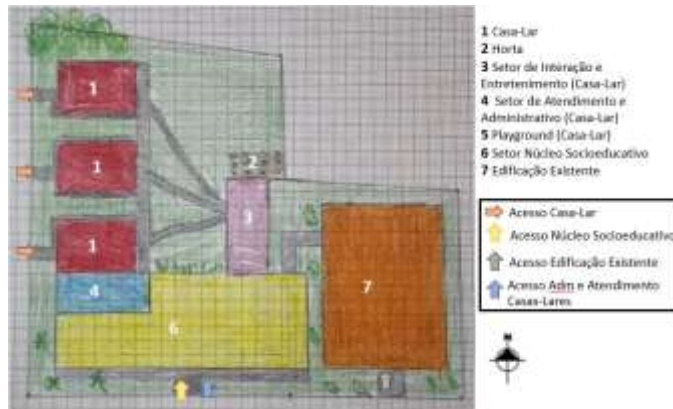 1
1
1
2
3
4
6
7
1 Casa-Lar
2 Horta
3 Setor de Interação e
Entretenimento (Casa-Lar)
4 Setor de Atendimento e
Administrativo (Casa-Lar)
5 Playground (Casa-Lar)
6 Setor Núcleo Socioeducativo
7 Edificação Existente
Acesso Casa-Lar
Acesso Núcleo Socioeducativo
Acesso Edificação Existente
Acesso Adm e Atendimento
Casas-Lares
N